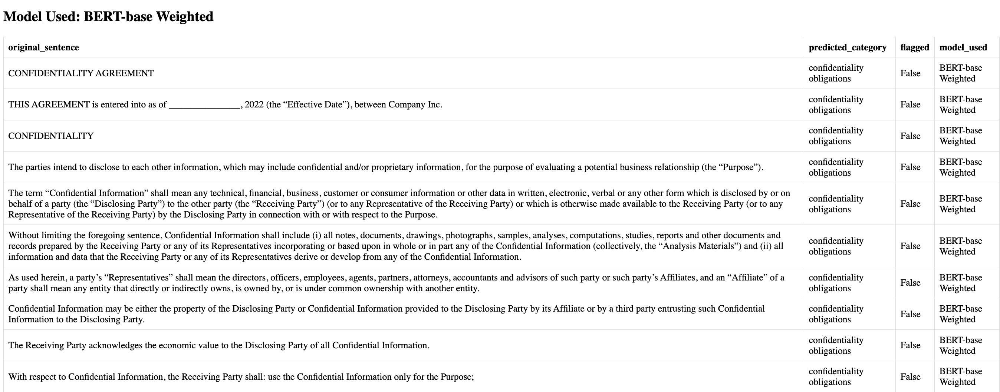 Model Used: BERT-base Weighted
original_sentence predicted_category flagged model_used
CONFIDENTIALITY AGREEMENT
confidentiality
obligations
False
BERT-base
Weighted
THIS AGREEMENT is entered into as of _______________, 2022 (the “Effective Date”), between Company Inc.
confidentiality
obligations
False
BERT-base
Weighted
CONFIDENTIALITY
confidentiality
obligations
False
BERT-base
Weighted
The parties intend to disclose to each other information, which may include confidential and/or proprietary information, for the purpose of evaluating a potential business relationship (the “Purpose”).
confidentiality
obligations
False
BERT-base
Weighted
The term “Confidential Information” shall mean any technical, financial, business, customer or consumer information or other data in written, electronic, verbal or any other form which is disclosed by or on
behalf of a party (the “Disclosing Party”) to the other party (the “Receiving Party”) (or to any Representative of the Receiving Party) or which is otherwise made available to the Receiving Party (or to any
Representative of the Receiving Party) by the Disclosing Party in connection with or with respect to the Purpose.
confidentiality
obligations
False
BERT-base
Weighted
Without limiting the foregoing sentence, Confidential Information shall include (i) all notes, documents, drawings, photographs, samples, analyses, computations, studies, reports and other documents and
records prepared by the Receiving Party or any of its Representatives incorporating or based upon in whole or in part any of the Confidential Information (collectively, the “Analysis Materials”) and (ii) all
information and data that the Receiving Party or any of its Representatives derive or develop from any of the Confidential Information.
confidentiality
obligations
False
BERT-base
Weighted
As used herein, a party’s “Representatives” shall mean the directors, officers, employees, agents, partners, attorneys, accountants and advisors of such party or such party’s Affiliates, and an “Affiliate” of a
party shall mean any entity that directly or indirectly owns, is owned by, or is under common ownership with another entity.
confidentiality
obligations
False
BERT-base
Weighted
Confidential Information may be either the property of the Disclosing Party or Confidential Information provided to the Disclosing Party by its Affiliate or by a third party entrusting such Confidential
Information to the Disclosing Party.
confidentiality
obligations
False
BERT-base
Weighted
The Receiving Party acknowledges the economic value to the Disclosing Party of all Confidential Information.
confidentiality
obligations
False
BERT-base
Weighted
With respect to Confidential Information, the Receiving Party shall: use the Confidential Information only for the Purpose;
confidentiality
obligations
False
BERT-base
Weighted